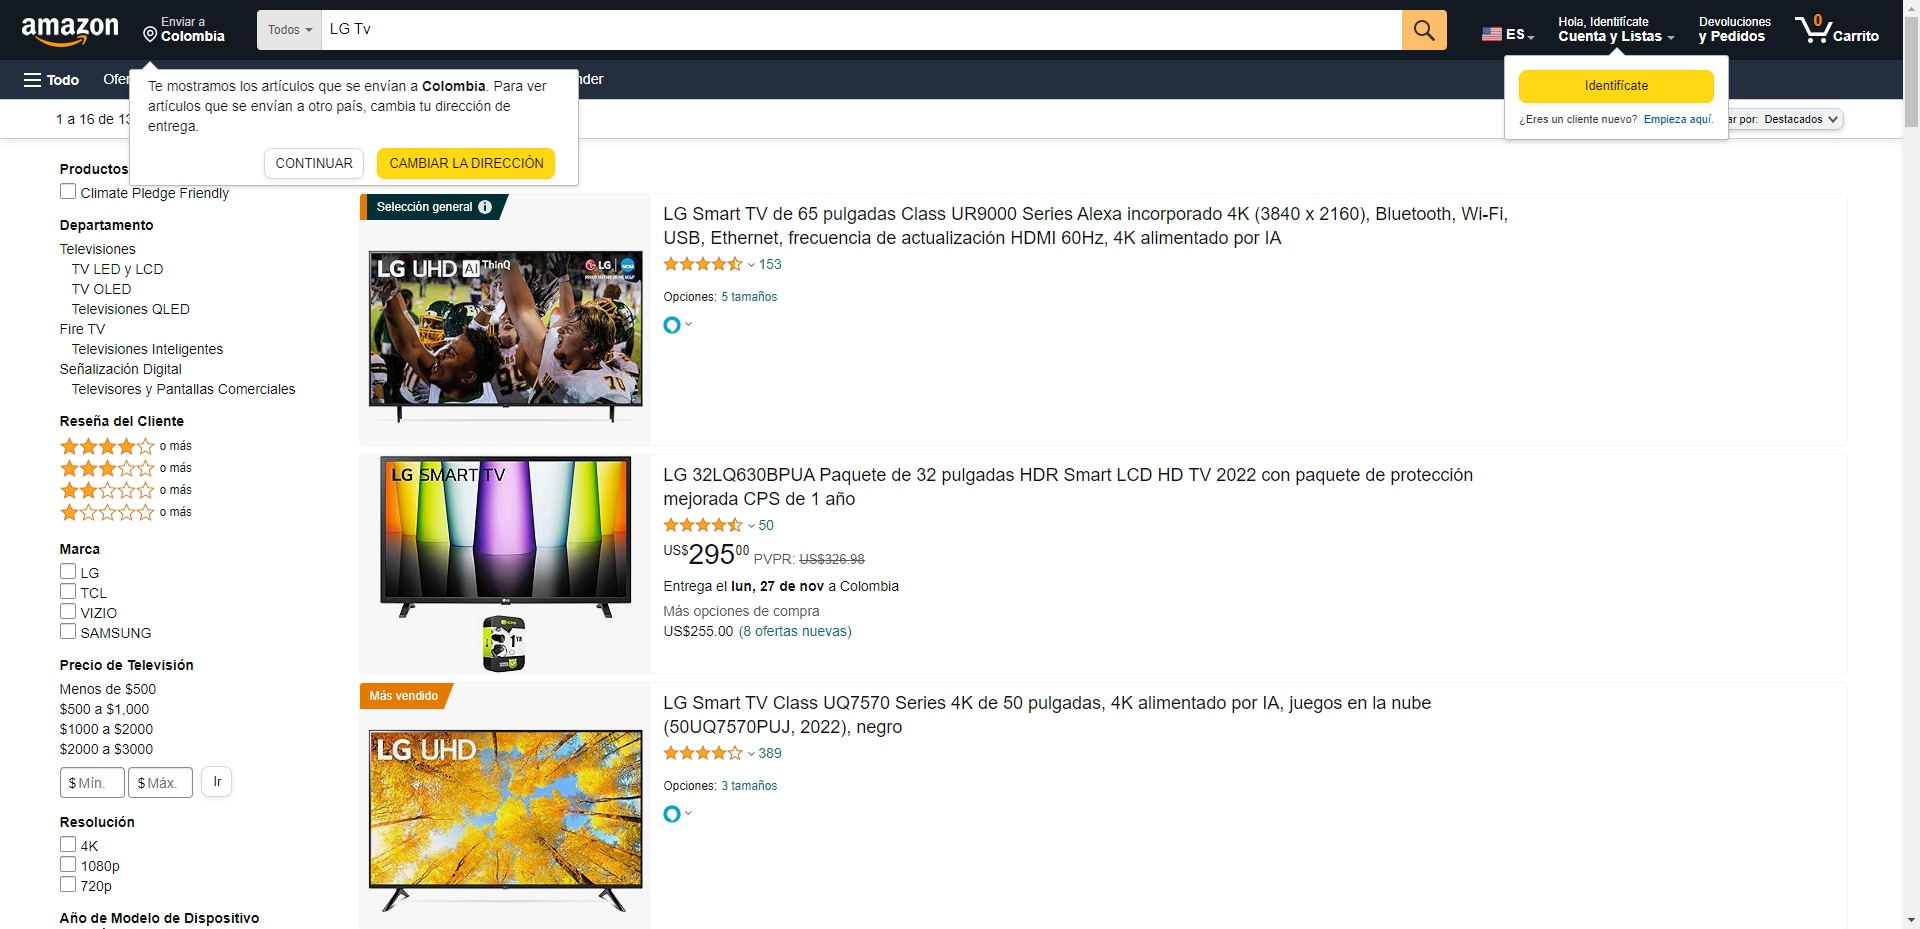 amazon
Enviar a
Colombia
Todos
LG Tv
ES
Hola, Identifícate
Cuenta y Listas
Devoluciones
y Pedidos
0
Carrito
Todo
Te mostramos los artículos que se envían a Colombia. Para ver
artículos que se envían a otro país, cambia tu dirección de
entrega.
CONTINUAR
CAMBIAR LA DIRECCIÓN
Identifícate
¿Eres un cliente nuevo? Empieza aquí.
1 a 16 de
por: Destacados
Productos
Climate Pledge Friendly
Departamento
Televisiones
TV LED y LCD
TV OLED
Televisiones QLED
Fire TV
Televisiones Inteligentes
Señalización Digital
Televisores y Pantallas Comerciales
Reseña del Cliente
o más
o más
o más
o más
Marca
LG
TCL
VIZIO
SAMSUNG
Precio de Televisión
Menos de $500
$500 a $1,000
$1000 a $2000
$2000 a $3000
$ Mín.
$ Máx.
Ir
Resolución
4K
1080p
720p
Año de Modelo de Dispositivo
Selección general
LG UHD AI ThinQ
LG
LG Smart TV de 65 pulgadas Class UR9000 Series Alexa incorporado 4K (3840 x 2160), Bluetooth, Wi-Fi,
USB, Ethernet, frecuencia de actualización HDMI 60Hz, 4K alimentado por IA
153
Opciones: 5 tamaños
LG SMART TV
LG 32LQ630BPUA Paquete de 32 pulgadas HDR Smart LCD HD TV 2022 con paquete de protección
mejorada CPS de 1 año
50
US$29500 PVPR: US$326.98
Entrega el lun, 27 de nov a Colombia
Más opciones de compra
US$255.00 (8 ofertas nuevas)
Más vendido
LG UHD
LG Smart TV Class UQ7570 Series 4K de 50 pulgadas, 4K alimentado por IA, juegos en la nube
(50UQ7570PUJ, 2022), negro
389
Opciones: 3 tamaños